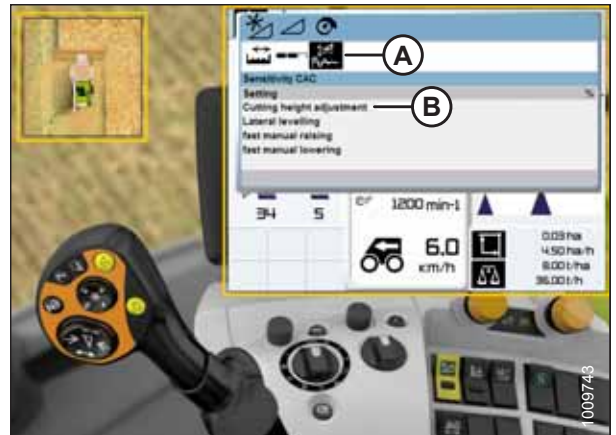 A
Sensitivity CAC
Setting %
Cutting height adjustment
B
Lateral levelling
fast manual raising
fast manual lowering
34 5
1200 min-1
6.0
km/h
0.03 ha
4.50 ha/h
8.00 t/ha
36.00 t/h
1009743